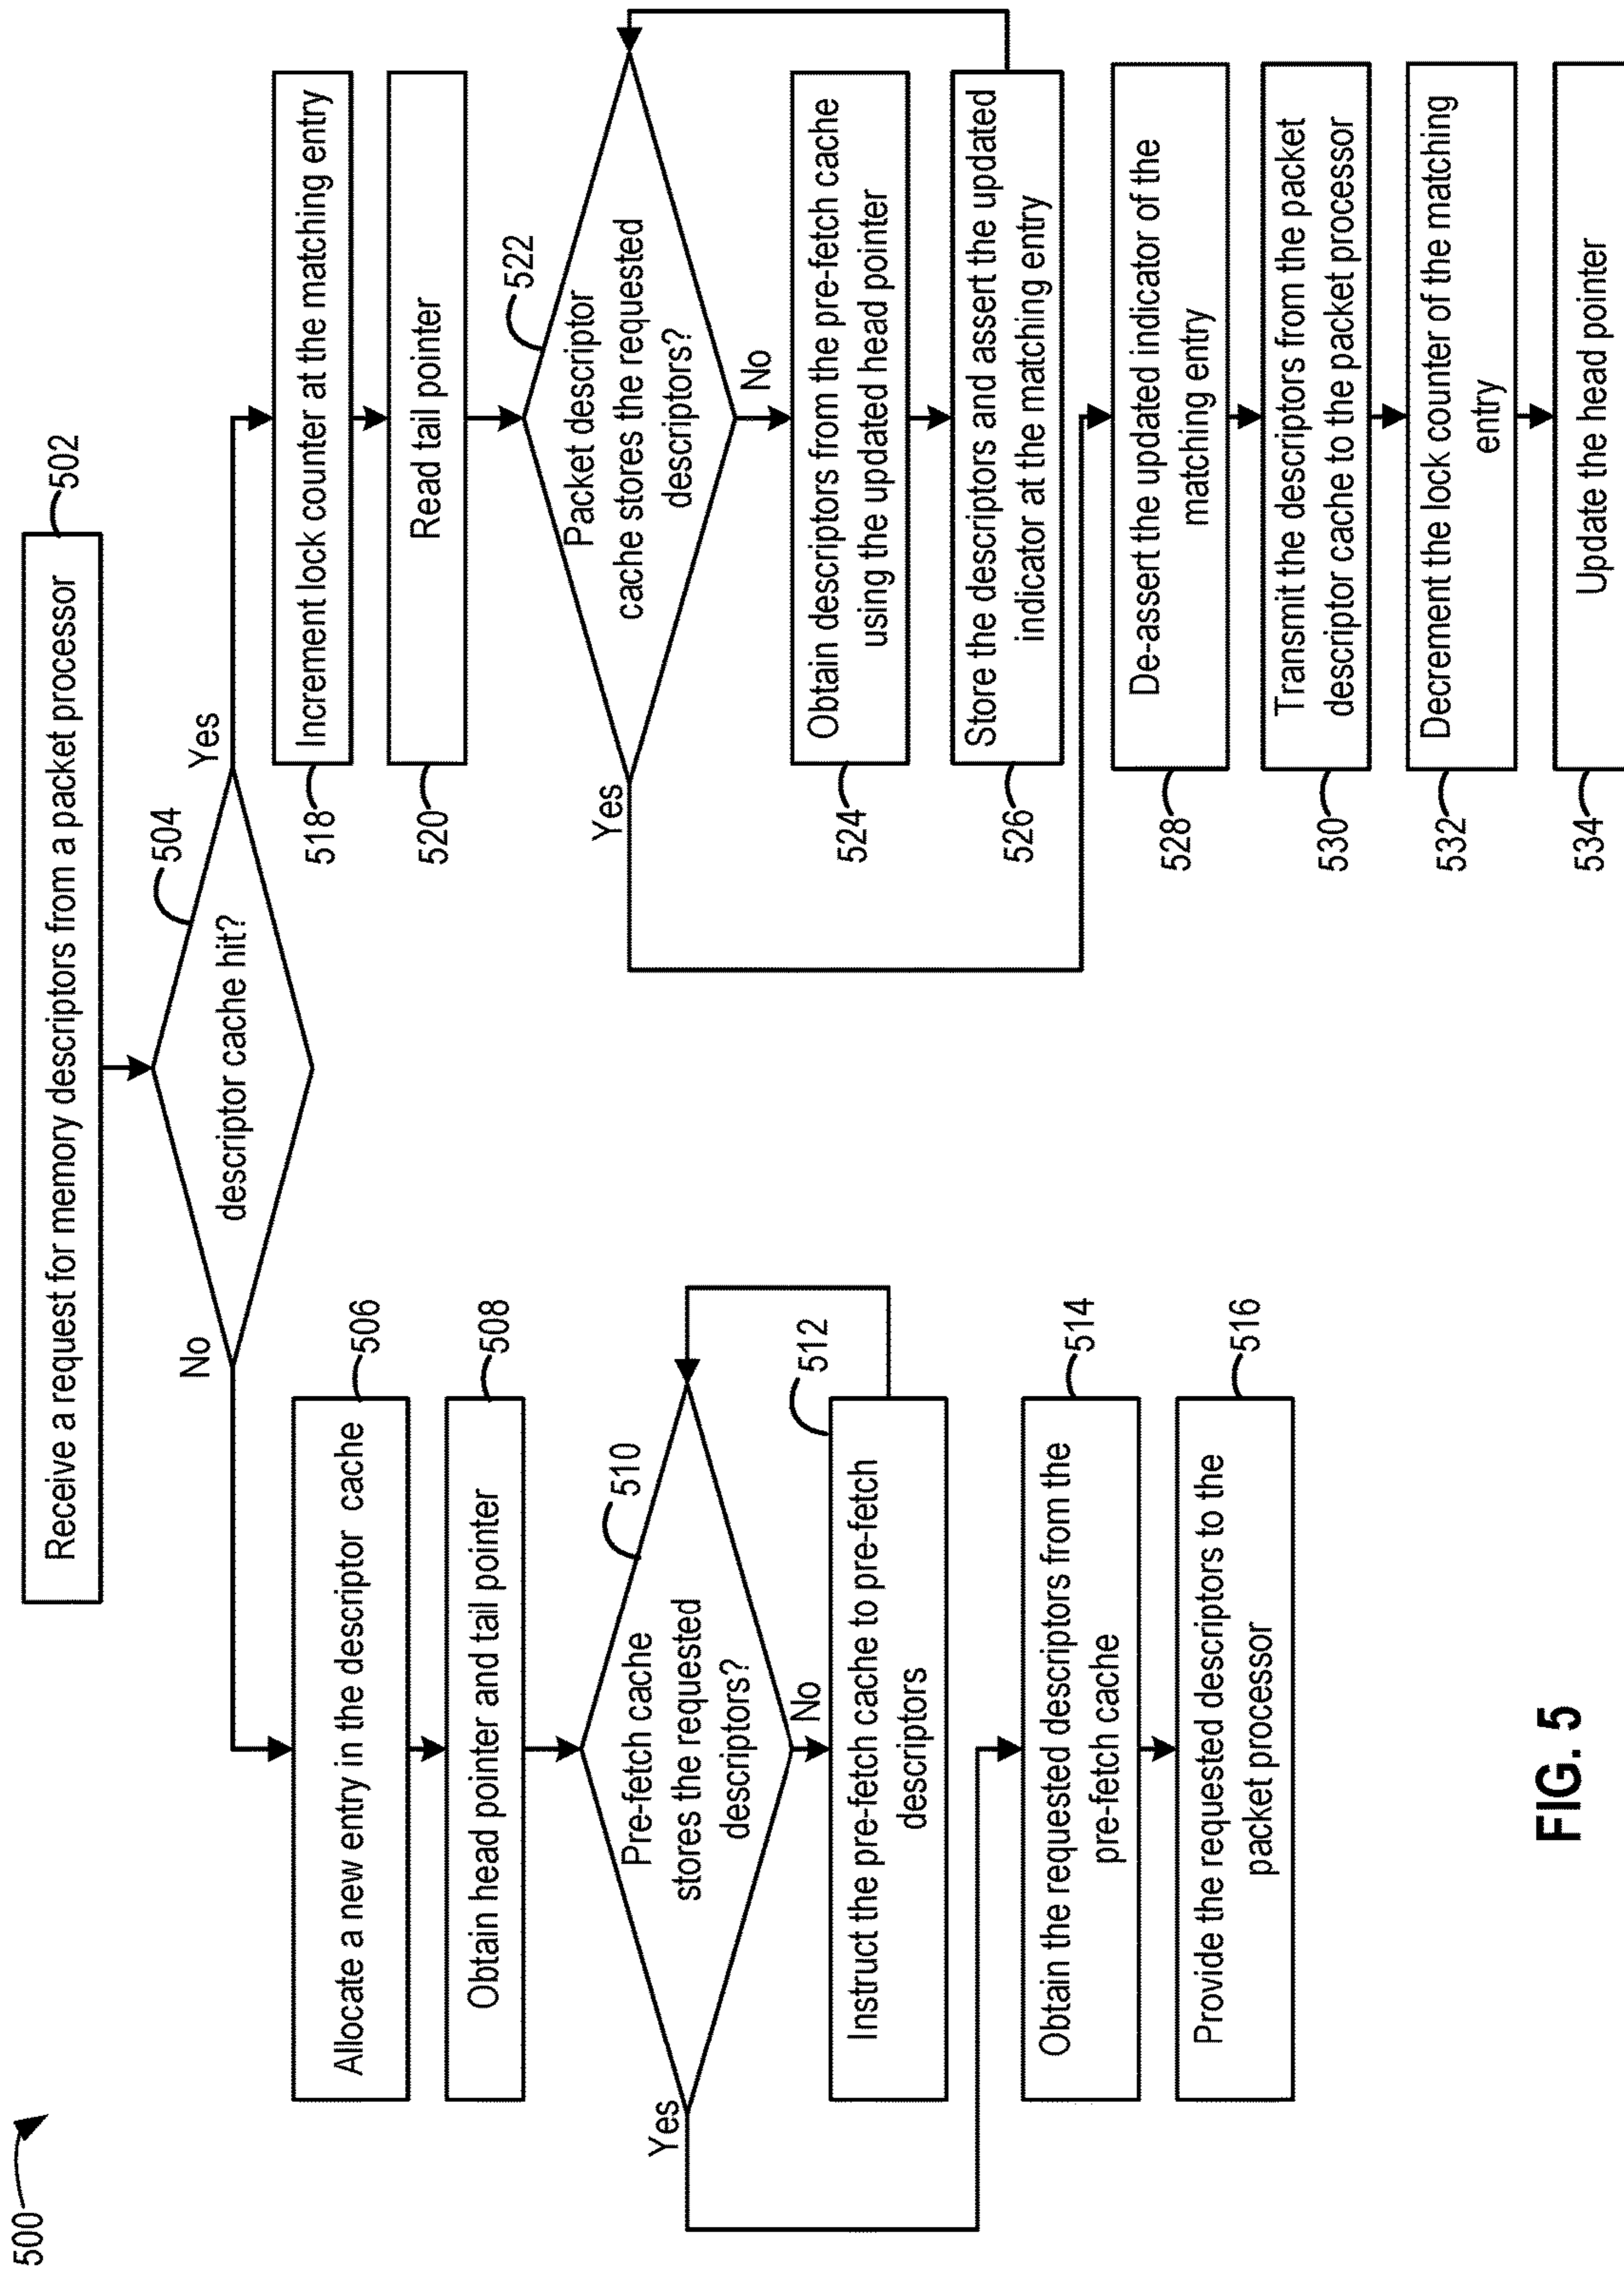 500
Receive a request for memory descriptors from a packet processor
502
504
descriptor cache hit?
No
Yes
Allocate a new entry in the descriptor cache
506
Obtain head pointer and tail pointer
508
510
Pre-fetch cache
stores the requested
descriptors?
Yes
No
512
Instruct the pre-fetch cache to pre-fetch
descriptors
Obtain the requested descriptors from the
pre-fetch cache
514
Provide the requested descriptors to the
packet processor
516
518
Increment lock counter at the matching entry
520
Read tail pointer
522
Packet descriptor
cache stores the requested
descriptors?
Yes
No
524
Obtain descriptors from the pre-fetch cache
using the updated head pointer
526
Store the descriptors and assert the updated
indicator at the matching entry
528
De-assert the updated indicator of the
matching entry
530
Transmit the descriptors from the packet
descriptor cache to the packet processor
532
Decrement the lock counter of the matching
entry
534
Update the head pointer
FIG. 5